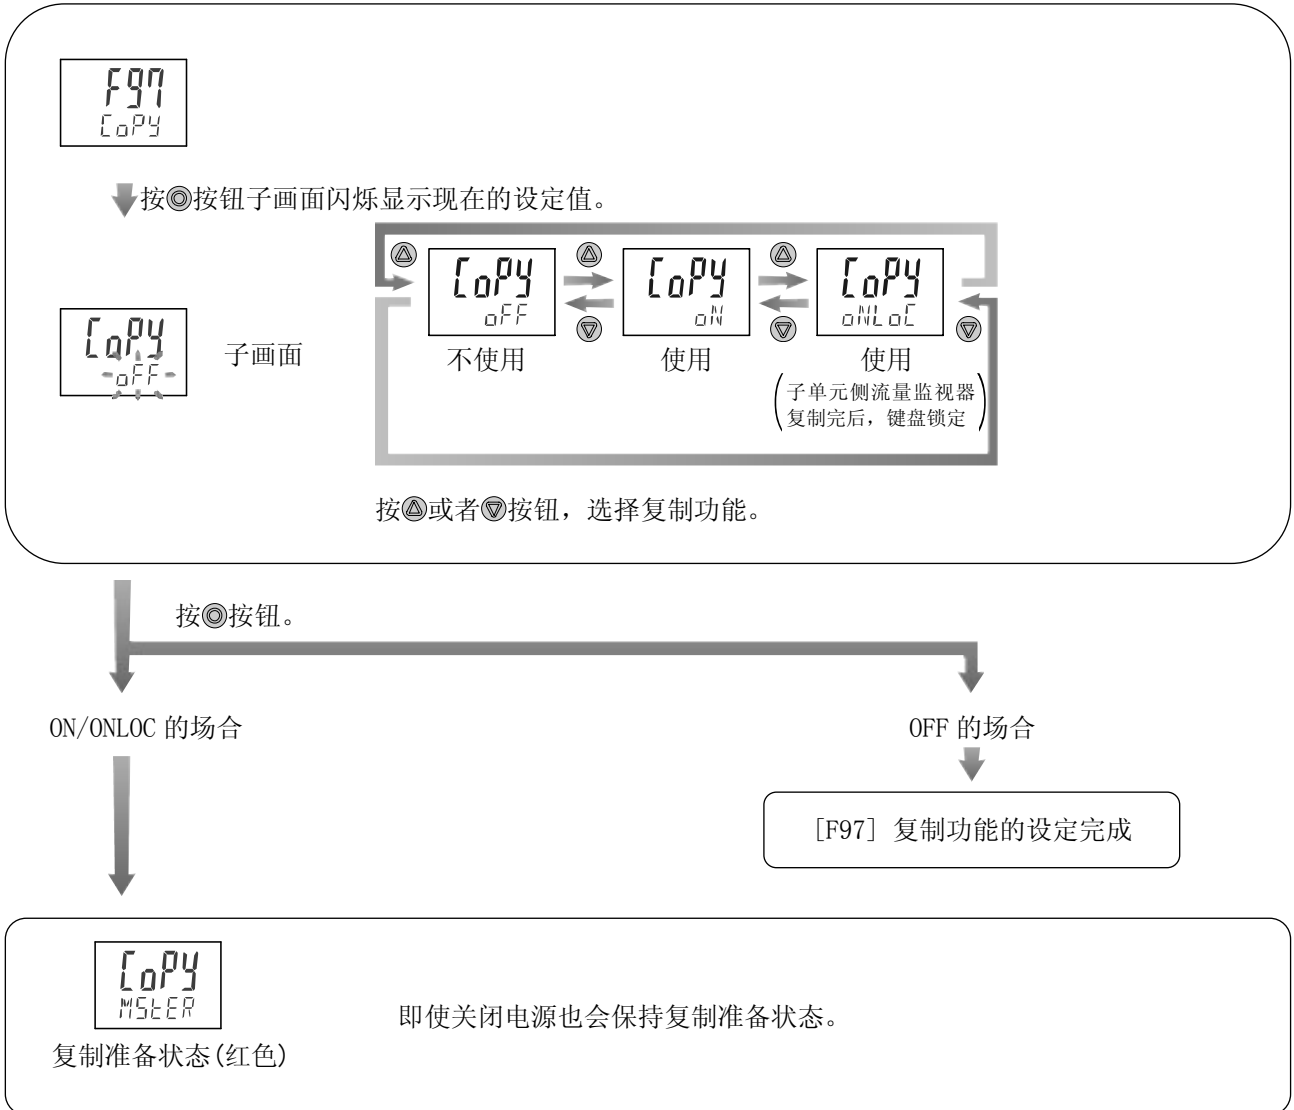 F97
CoPY
按◎按钮子画面闪烁显示现在的设定值。
CoPY
oFF
子画面
CoPY
oFF
不使用
CoPY
oN
使用
CoPY
oNLoC
使用
(子单元侧流量监视器
复制完后，键盘锁定)
按△或者▽按钮，选择复制功能。
按◎按钮。
ON/ONLOC 的场合
OFF 的场合
[F97] 复制功能的设定完成
CoPY
MStER
复制准备状态(红色)
即使关闭电源也会保持复制准备状态。